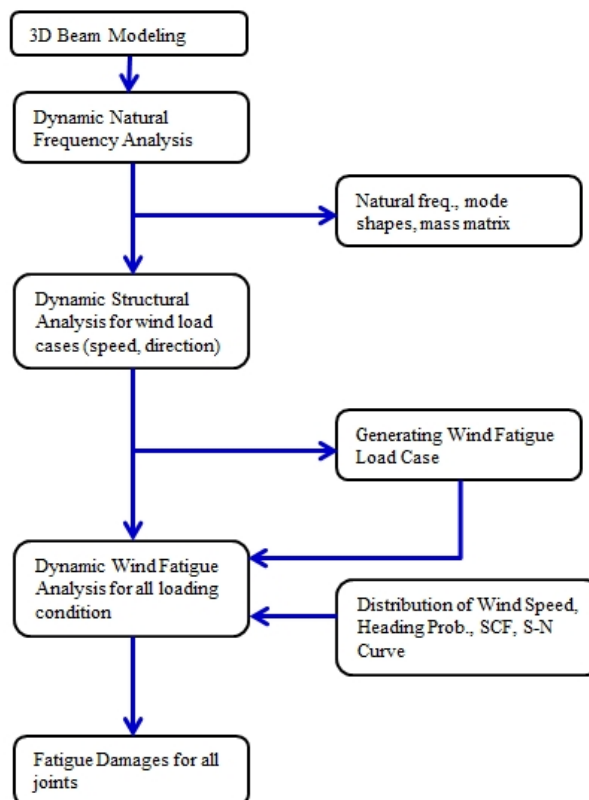 3D Beam Modeling
Dynamic Natural
Frequency Analysis
Natural freq., mode
shapes, mass matrix
Dynamic Structural
Analysis for wind load
cases (speed, direction)
Generating Wind Fatigue
Load Case
Dynamic Wind Fatigue
Analysis for all loading
condition
Distribution of Wind Speed,
Heading Prob., SCF, S-N
Curve
Fatigue Damages for all
joints